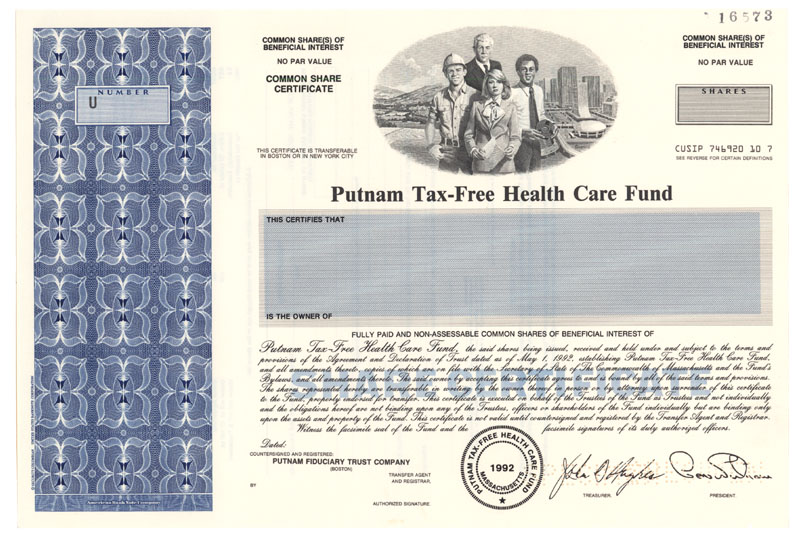 16573
COMMON SHARE(S) OF
BENEFICIAL INTEREST
NO PAR VALUE
COMMON SHARE
CERTIFICATE
THIS CERTIFICATE IS TRANSFERABLE
IN BOSTON OR IN NEW YORK CITY
NUMBER
U
COMMON SHARE(S) OF
BENEFICIAL INTEREST
NO PAR VALUE
SHARES
CUSIP 746920 10 7
SEE REVERSE FOR CERTAIN DEFINITIONS
Putnam Tax-Free Health Care Fund
THIS CERTIFIES THAT
IS THE OWNER OF
FULLY PAID AND NON-ASSESSABLE COMMON SHARES OF BENEFICIAL INTEREST OF
Putnam Tax-Free Health Care Fund, the said shares being issued, received and held under and subject to the terms and
provisions of the Agreement and Declaration of Trust dated as of May 1, 1992, establishing Putnam Tax-Free Health Care Fund,
and all amendments thereto, copies of which are on file with the Secretary of State of The Commonwealth of Massachusetts and the Fund's
Bylaws, and all amendments thereto. The said owner by accepting this certificate agrees to and is bound by all of the said terms and provisions.
The shares represented hereby are transferable in writing by the owner thereof in person or by attorney upon surrender of this certificate
to the Fund, properly endorsed for transfer. This certificate is executed on behalf of the Trustees of the Fund as Trustees and not individually
and the obligations hereof are not binding upon any of the Trustees, officers or shareholders of the Fund individually but are binding only
upon the assets and property of the Fund. This certificate is not valid until countersigned and registered by the Transfer Agent and Registrar.
Witness the facsimile seal of the Fund and the facsimile signatures of its duly authorized officers.
Dated:
COUNTERSIGNED AND REGISTERED:
PUTNAM FIDUCIARY TRUST COMPANY
(BOSTON)
TRANSFER AGENT
AND REGISTRAR,
BY
AUTHORIZED SIGNATURE
PUTNAM TAX-FREE HEALTH CARE FUND
1992
MASSACHUSETTS
TREASURER.
PRESIDENT.
American Bank Note Company